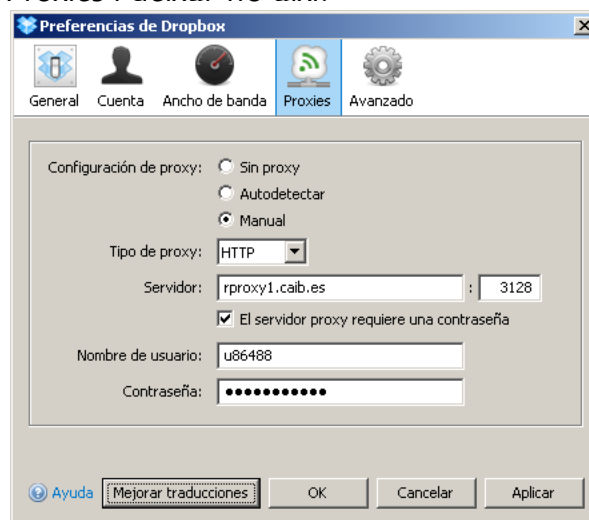 Preferencias de Dropbox
General Cuenta Ancho de banda Proxies Avanzado
Configuración de proxy: Sin proxy
Autodetectar
Manual
Tipo de proxy: HTTP
Servidor: rproxy1.caib.es : 3128
El servidor proxy requiere una contraseña
Nombre de usuario: u86488
Contraseña: ●●●●●●●●●●●
Ayuda Mejorar traducciones OK Cancelar Aplicar